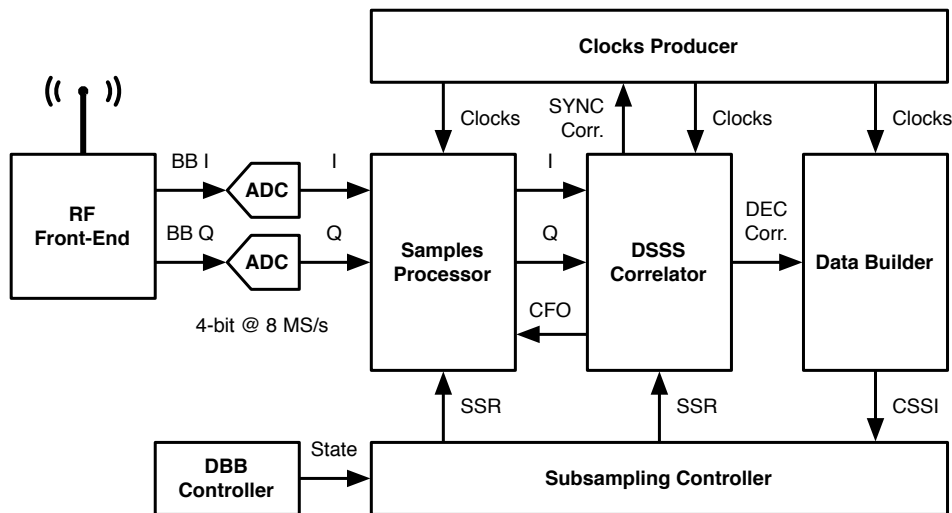 Clocks Producer
Clocks
SYNC
Corr.
Clocks
Clocks
RF
Front-End
BB I
ADC
I
BB Q
ADC
Q
4-bit @ 8 MS/s
Samples
Processor
I
Q
CFO
DSSS
Correlator
DEC
Corr.
Data Builder
SSR
SSR
CSSI
DBB
Controller
State
Subsampling Controller